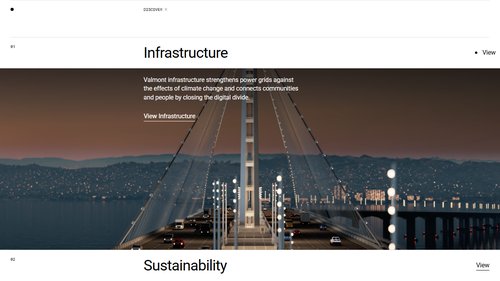 DISCOVER
01
Infrastructure
View
Valmont infrastructure strengthens power grids against
the effects of climate change and connects communities
and people by closing the digital divide.
View Infrastructure
02
Sustainability
View